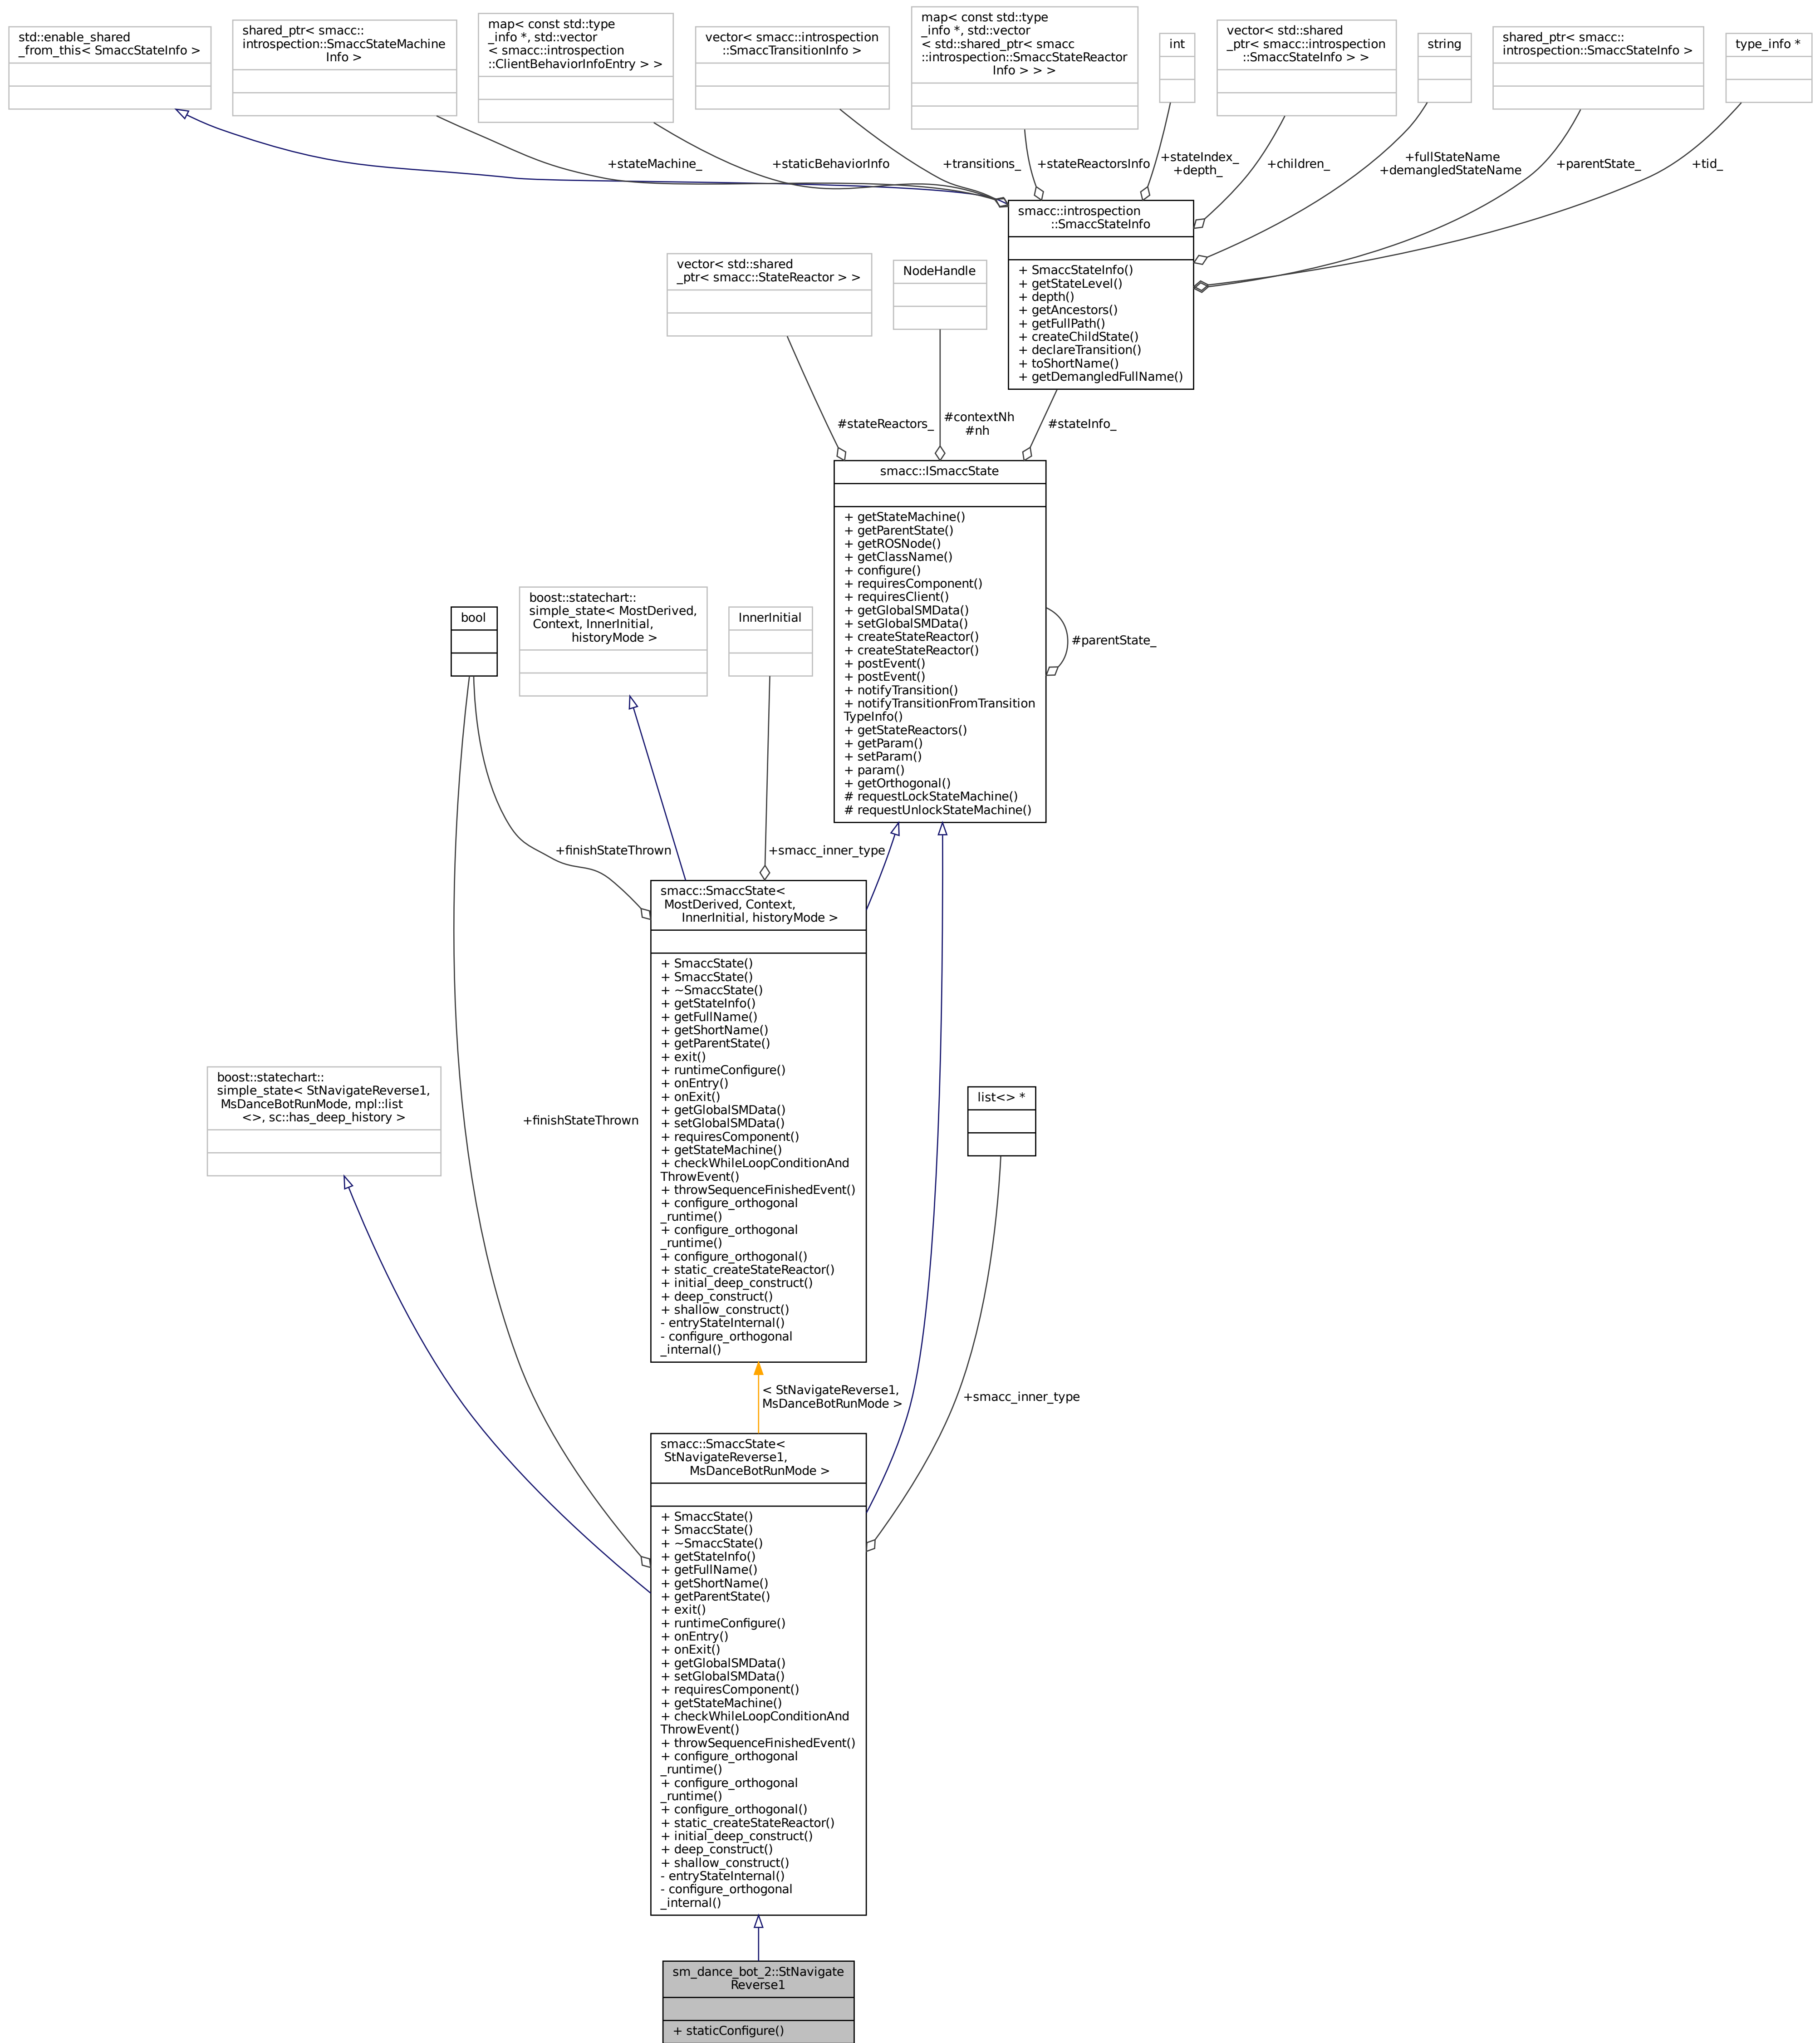 std::enable_shared
_from_this< SmaccStateInfo >
shared_ptr< smacc::
introspection::SmaccStateMachine
Info >
map< const std::type
_info *, std::vector
< smacc::introspection
::ClientBehaviorInfoEntry > >
vector< smacc::introspection
::SmaccTransitionInfo >
map< const std::type
_info *, std::vector
< std::shared_ptr< smacc
::introspection::SmaccStateReactor
Info > > >
int
vector< std::shared
_ptr< smacc::introspection
::SmaccStateInfo > >
string
shared_ptr< smacc::
introspection::SmaccStateInfo >
type_info *
+stateMachine_
+staticBehaviorInfo
+transitions_
+stateReactorsInfo
+stateIndex_
+depth_
+children_
+fullStateName
+demangledStateName
+parentState_
+tid_
smacc::introspection
::SmaccStateInfo
+ SmaccStateInfo()
+ getStateLevel()
+ depth()
+ getAncestors()
+ getFullPath()
+ createChildState()
+ declareTransition()
+ toShortName()
+ getDemangledFullName()
vector< std::shared
_ptr< smacc::StateReactor > >
NodeHandle
#stateReactors_
#contextNh
#nh
#stateInfo_
smacc::ISmaccState
+ getStateMachine()
+ getParentState()
+ getROSNode()
+ getClassName()
+ configure()
+ requiresComponent()
+ requiresClient()
+ getGlobalSMData()
+ setGlobalSMData()
+ createStateReactor()
+ createStateReactor()
+ postEvent()
+ postEvent()
+ notifyTransition()
+ notifyTransitionFromTransition
TypeInfo()
+ getStateReactors()
+ getParam()
+ setParam()
+ param()
+ getOrthogonal()
# requestLockStateMachine()
# requestUnlockStateMachine()
#parentState_
bool
boost::statechart::
simple_state< MostDerived,
Context, InnerInitial,
historyMode >
InnerInitial
+finishStateThrown
+smacc_inner_type
smacc::SmaccState<
MostDerived, Context,
InnerInitial, historyMode >
+ SmaccState()
+ SmaccState()
+ ~SmaccState()
+ getStateInfo()
+ getFullName()
+ getShortName()
+ getParentState()
+ exit()
+ runtimeConfigure()
+ onEntry()
+ onExit()
+ getGlobalSMData()
+ setGlobalSMData()
+ requiresComponent()
+ getStateMachine()
+ checkWhileLoopConditionAnd
ThrowEvent()
+ throwSequenceFinishedEvent()
+ configure_orthogonal
_runtime()
+ configure_orthogonal
_runtime()
+ configure_orthogonal()
+ static_createStateReactor()
+ initial_deep_construct()
+ deep_construct()
+ shallow_construct()
- entryStateInternal()
- configure_orthogonal
_internal()
boost::statechart::
simple_state< StNavigateReverse1,
MsDanceBotRunMode, mpl::list
<>, sc::has_deep_history >
+finishStateThrown
list<> *
< StNavigateReverse1,
MsDanceBotRunMode >
+smacc_inner_type
smacc::SmaccState<
StNavigateReverse1,
MsDanceBotRunMode >
+ SmaccState()
+ SmaccState()
+ ~SmaccState()
+ getStateInfo()
+ getFullName()
+ getShortName()
+ getParentState()
+ exit()
+ runtimeConfigure()
+ onEntry()
+ onExit()
+ getGlobalSMData()
+ setGlobalSMData()
+ requiresComponent()
+ getStateMachine()
+ checkWhileLoopConditionAnd
ThrowEvent()
+ throwSequenceFinishedEvent()
+ configure_orthogonal
_runtime()
+ configure_orthogonal
_runtime()
+ configure_orthogonal()
+ static_createStateReactor()
+ initial_deep_construct()
+ deep_construct()
+ shallow_construct()
- entryStateInternal()
- configure_orthogonal
_internal()
sm_dance_bot_2::StNavigate
Reverse1
+ staticConfigure()